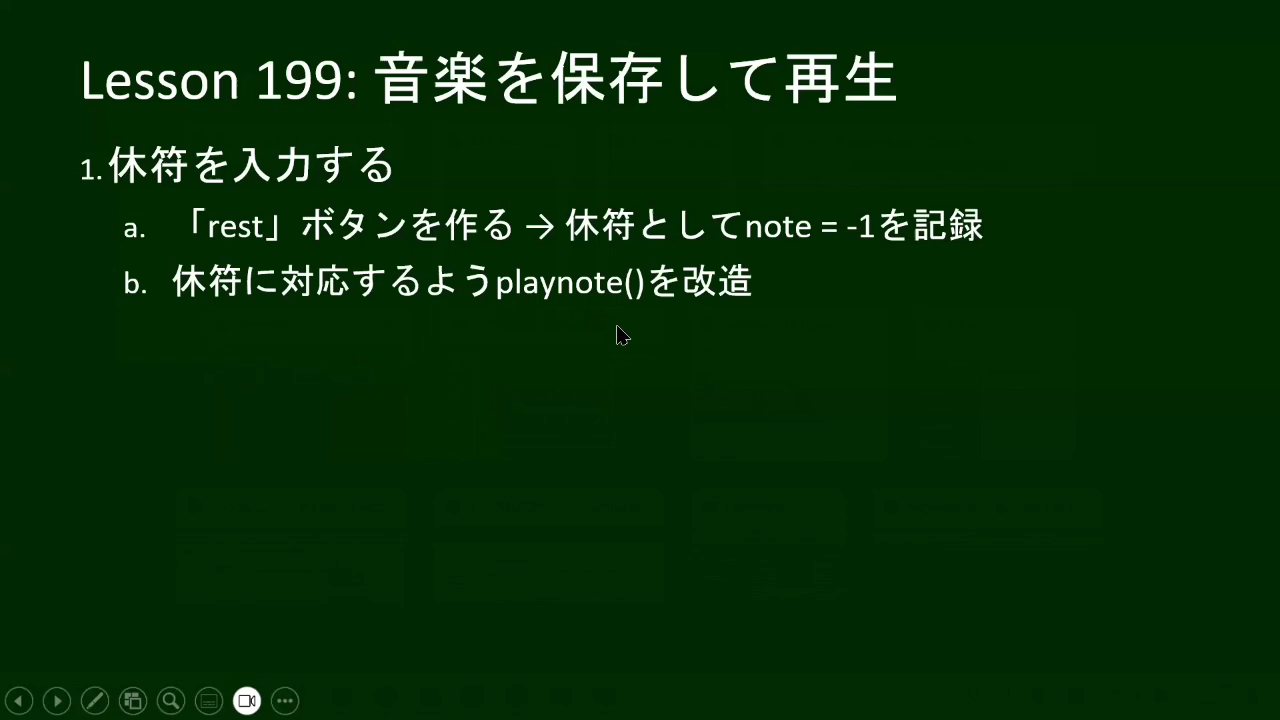 Lesson 199: 音楽を保存して再生
1. 休符を入力する
a. 「rest」ボタンを作る → 休符としてnote = -1を記録
b. 休符に対応するようplaynote()を改造